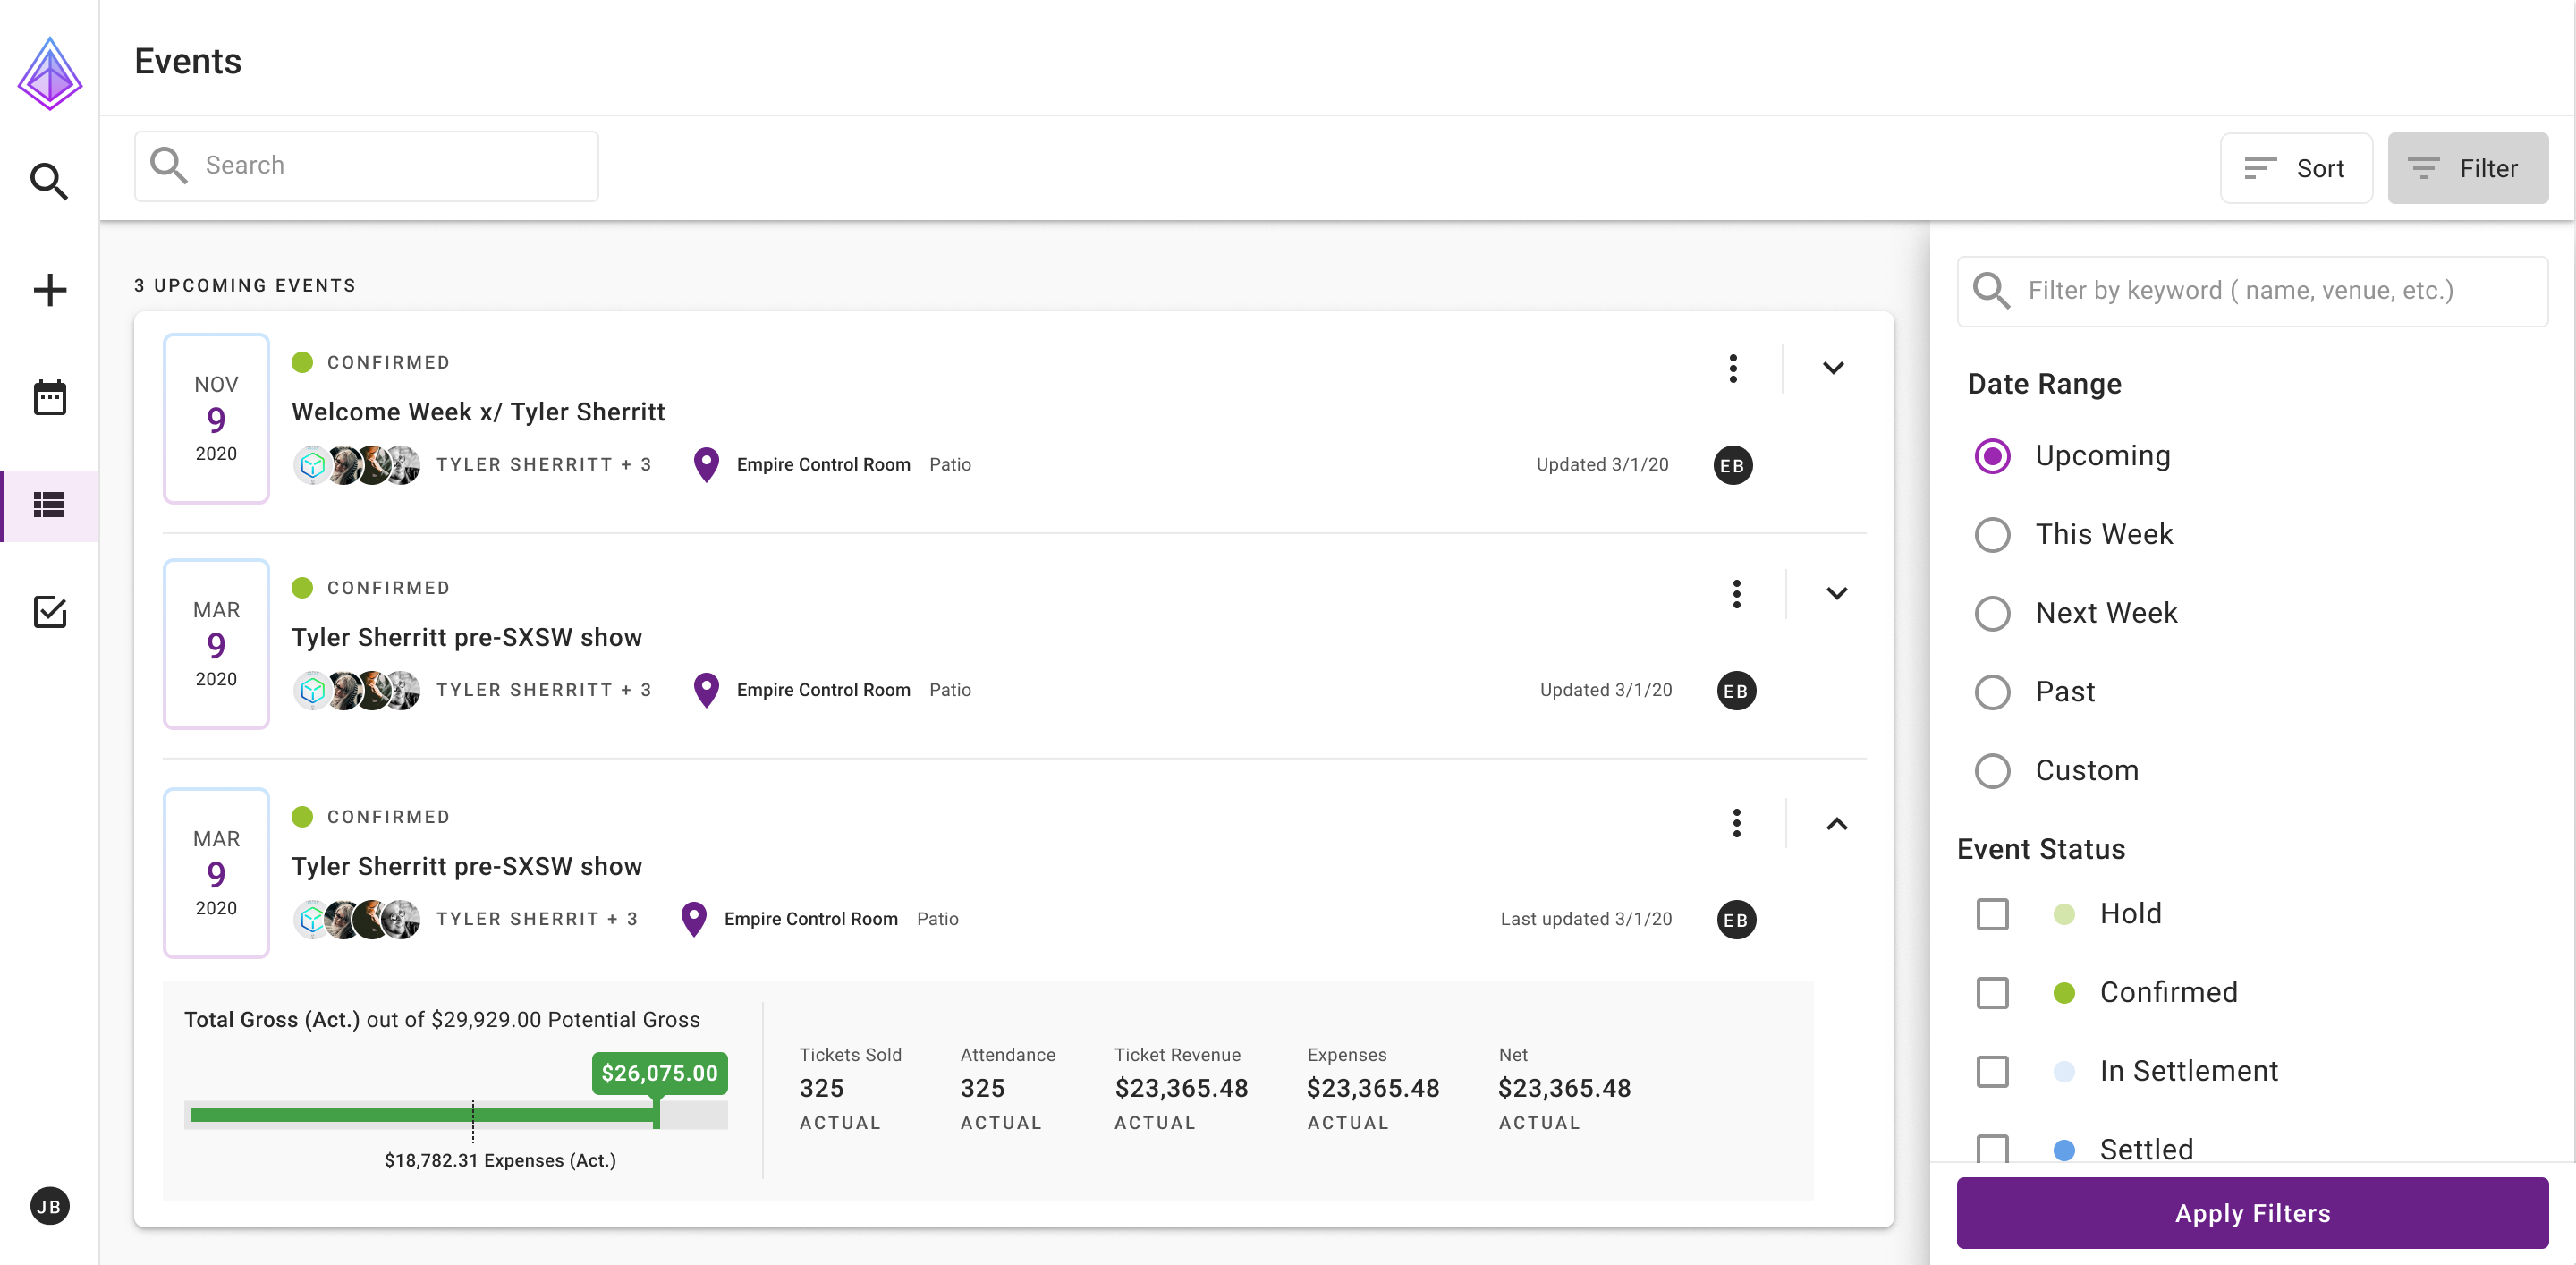 Events
Search
Sort
Filter
3 UPCOMING EVENTS
NOV
9
2020
CONFIRMED
Welcome Week x/ Tyler Sherritt
TYLER SHERRITT + 3
Empire Control Room Patio
Updated 3/1/20
EB
MAR
9
2020
CONFIRMED
Tyler Sherritt pre-SXSW show
TYLER SHERRITT + 3
Empire Control Room Patio
Updated 3/1/20
EB
MAR
9
2020
CONFIRMED
Tyler Sherritt pre-SXSW show
TYLER SHERRIT + 3
Empire Control Room Patio
Last updated 3/1/20
EB
Total Gross (Act.) out of $29,929.00 Potential Gross
$26,075.00
$18,782.31 Expenses (Act.)
Tickets Sold
325
ACTUAL
Attendance
325
ACTUAL
Ticket Revenue
$23,365.48
ACTUAL
Expenses
$23,365.48
ACTUAL
Net
$23,365.48
ACTUAL
JB
Filter by keyword ( name, venue, etc.)
Date Range
Upcoming
This Week
Next Week
Past
Custom
Event Status
Hold
Confirmed
In Settlement
Settled
Apply Filters